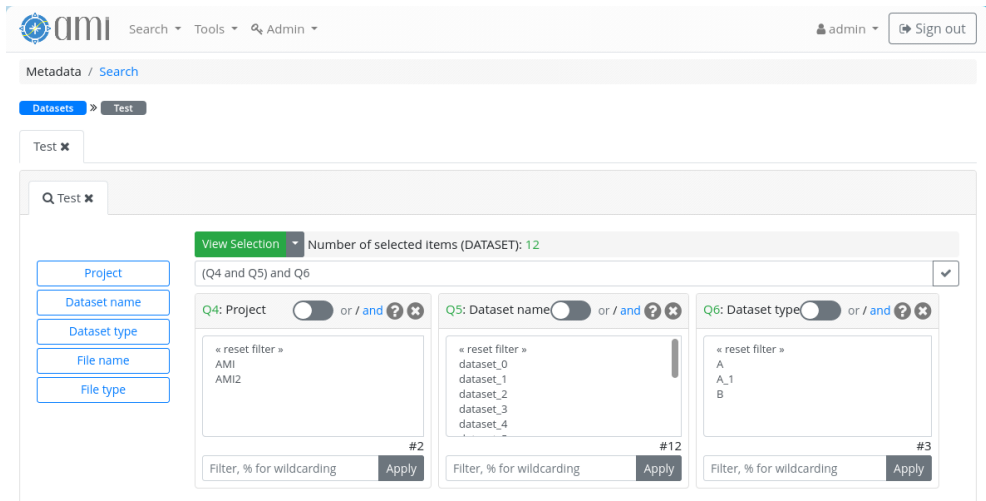 ami Search Tools Admin admin Sign out
Metadata / Search
Datasets » Test
Test ✖
Test ✖
View Selection Number of selected items (DATASET): 12
(Q4 and Q5) and Q6
Project
Dataset name
Dataset type
File name
File type
Q4: Project or / and
« reset filter »
AMI
AMI2
#2
Filter, % for wildcarding Apply
Q5: Dataset name or / and
« reset filter »
dataset_0
dataset_1
dataset_2
dataset_3
dataset_4
#12
Filter, % for wildcarding Apply
Q6: Dataset type or / and
« reset filter »
A
A_1
B
#3
Filter, % for wildcarding Apply